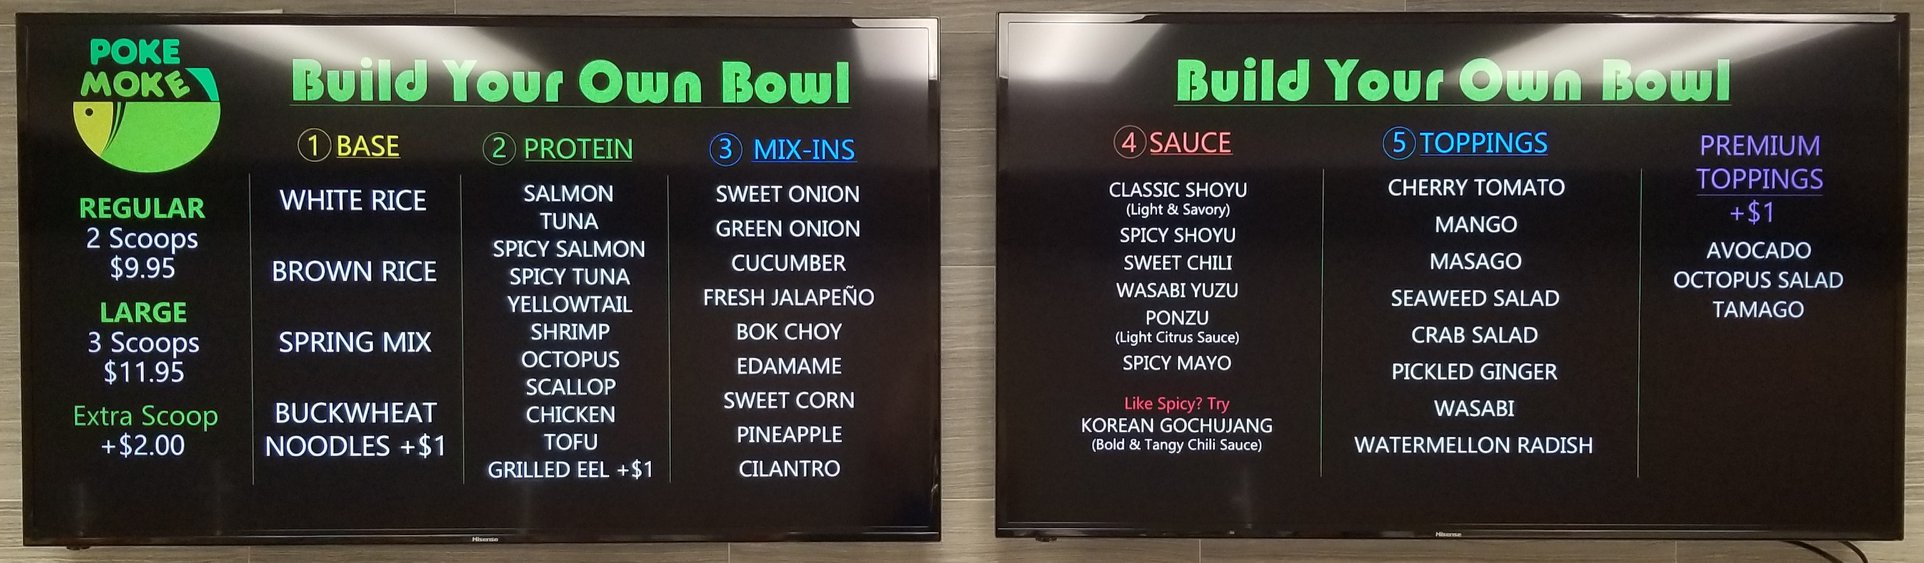 POKE
MOKE
Build Your Own Bowl
REGULAR
2 Scoops
$9.95
LARGE
3 Scoops
$11.95
Extra Scoop
+$2.00
1 BASE
WHITE RICE
BROWN RICE
SPRING MIX
BUCKWHEAT
NOODLES +$1
2 PROTEIN
SALMON
TUNA
SPICY SALMON
SPICY TUNA
YELLOWTAIL
SHRIMP
OCTOPUS
SCALLOP
CHICKEN
TOFU
GRILLED EEL +$1
3 MIX-INS
SWEET ONION
GREEN ONION
CUCUMBER
FRESH JALAPEÑO
BOK CHOY
EDAMAME
SWEET CORN
PINEAPPLE
CILANTRO
Hisense
Build Your Own Bowl
4 SAUCE
CLASSIC SHOYU
(Light & Savory)
SPICY SHOYU
SWEET CHILI
WASABI YUZU
PONZU
(Light Citrus Sauce)
SPICY MAYO
Like Spicy? Try
KOREAN GOCHUJANG
(Bold & Tangy Chili Sauce)
5 TOPPINGS
CHERRY TOMATO
MANGO
MASAGO
SEAWEED SALAD
CRAB SALAD
PICKLED GINGER
WASABI
WATERMELLON RADISH
PREMIUM
TOPPINGS
+$1
AVOCADO
OCTOPUS SALAD
TAMAGO
Hisense